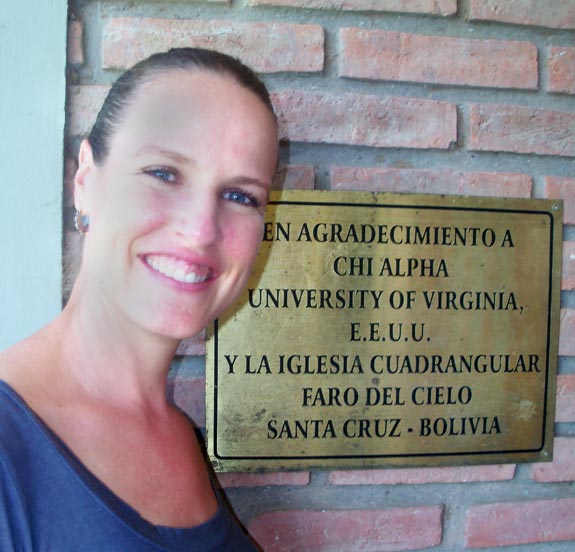 EN AGRADECIMIENTO A
CHI ALPHA
UNIVERSITY OF VIRGINIA,
E.E.U.U.
Y LA IGLESIA CUADRANGULAR
FARO DEL CIELO
SANTA CRUZ - BOLIVIA